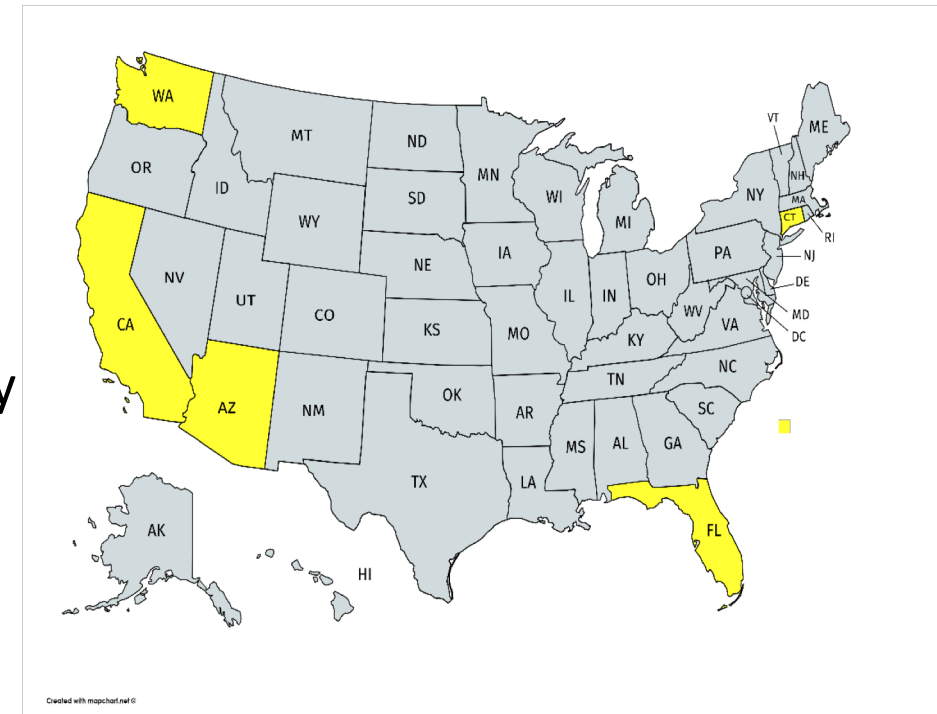 WA
MT
ND
MN
VT
ME
OR
ID
SD
WI
NH
NY
MA
WY
MI
CT
RI
IA
PA
NJ
NE
NV
UT
IL
IN
OH
DE
CO
WV
MD
CA
KS
MO
VA
DC
KY
NC
TN
y
AZ
NM
OK
AR
SC
MS
AL
GA
TX
LA
AK
FL
HI
Created with mapchart.net ©